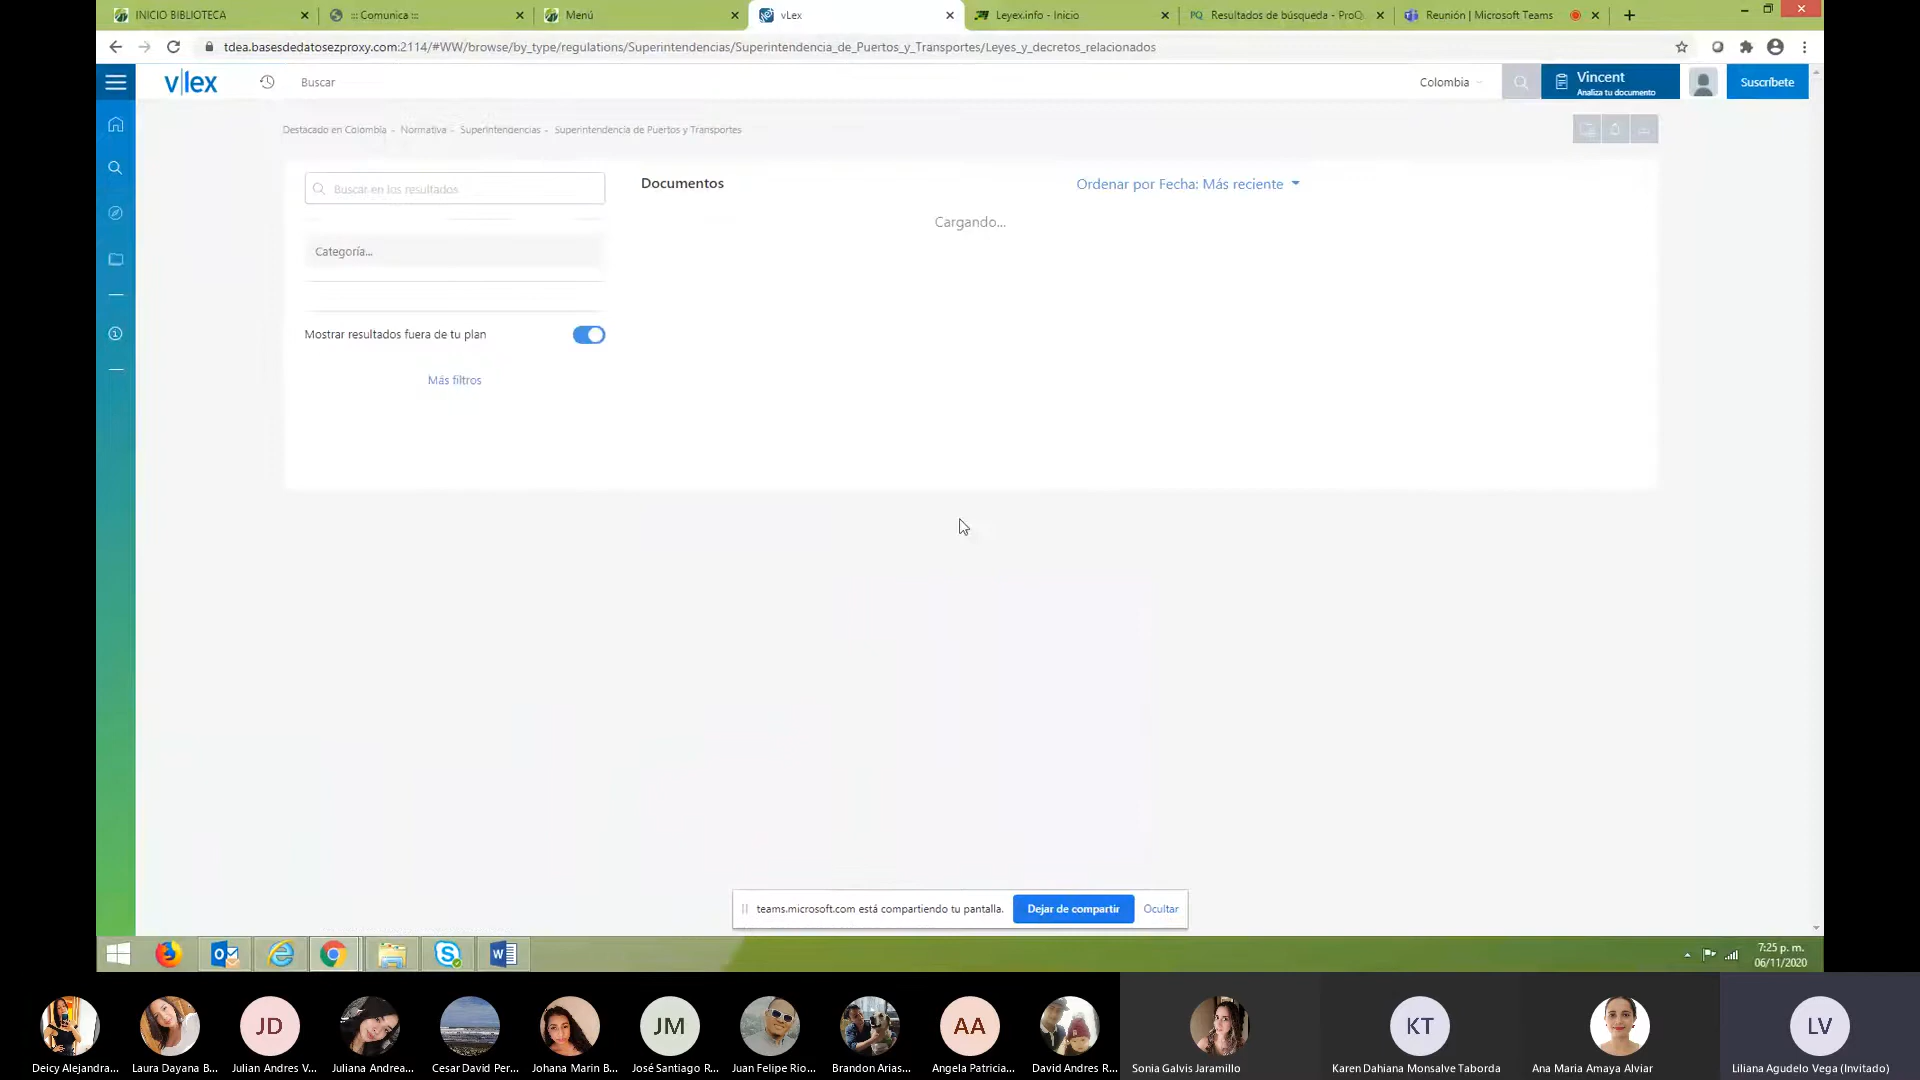 INICIO BIBLIOTECA
::: Comunica :::
Menú
vLex
Leyex.info - Inicio
PQ Resultados de búsqueda - ProQ
Reunión | Microsoft Teams
tdea.basesdedatosezproxy.com:2114/#WW/browse/by_type/regulations/Superintendencias/Superintendencia_de_Puertos_y_Transportes/Leyes_y_decretos_relacionados
v|lex
Buscar
Colombia
Vincent
Analiza tu documento
Suscríbete
Destacado en Colombia - Normativa - Superintendencias - Superintendencia de Puertos y Transportes
Buscar en los resultados
Documentos
Ordenar por Fecha: Más reciente
Cargando...
Categoría...
Mostrar resultados fuera de tu plan
Más filtros
teams.microsoft.com está compartiendo tu pantalla.
Dejar de compartir
Ocultar
7:25 p. m.
06/11/2020
JD
JM
AA
KT
LV
Deicy Alejandra...
Laura Dayana B...
Julian Andres V...
Juliana Andrea...
Cesar David Per...
Johana Marin B...
José Santiago R...
Juan Felipe Rio...
Brandon Arias...
Angela Patricia...
David Andres R...
Sonia Galvis Jaramillo
Karen Dahiana Monsalve Taborda
Ana Maria Amaya Alviar
Liliana Agudelo Vega (Invitado)